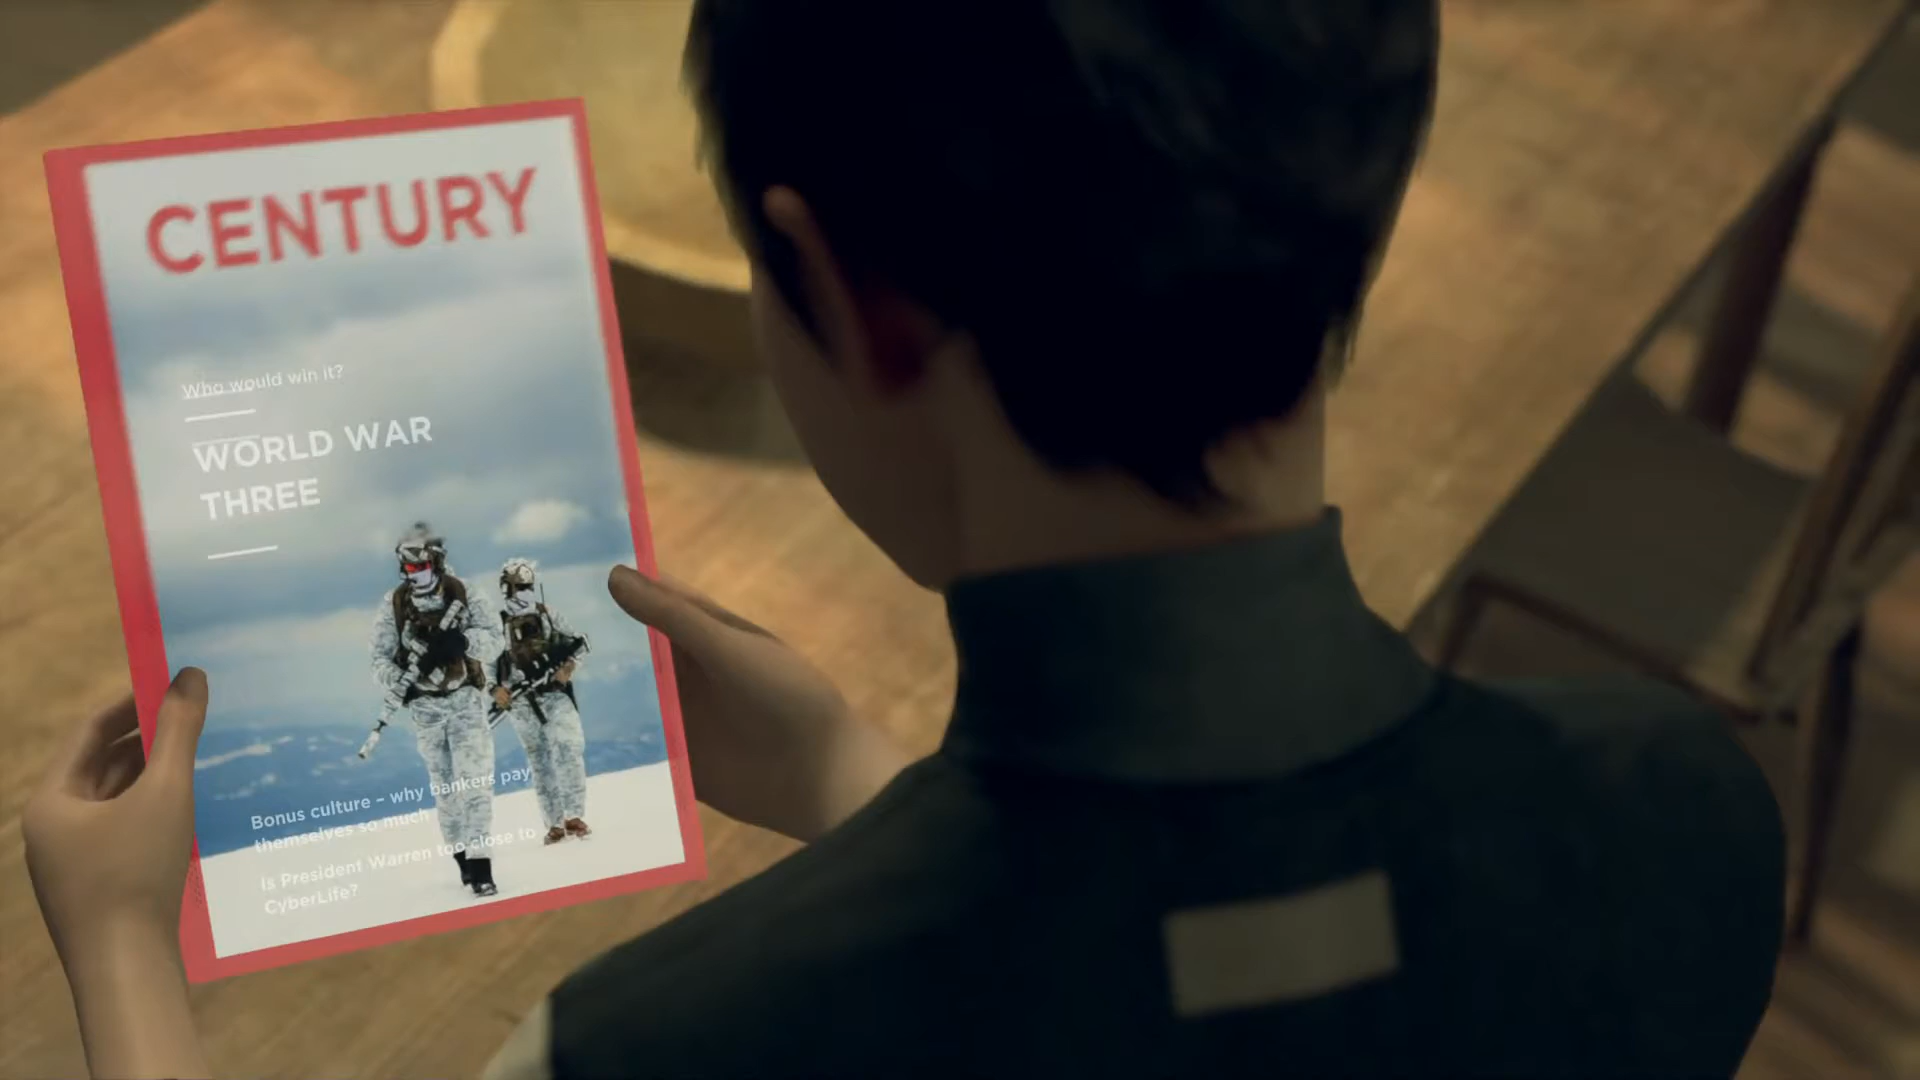 CENTURY
Who would win it?
WORLD WAR
THREE
Bonus culture – why bankers pay
themselves so much
Is President Warren too close to
CyberLife?